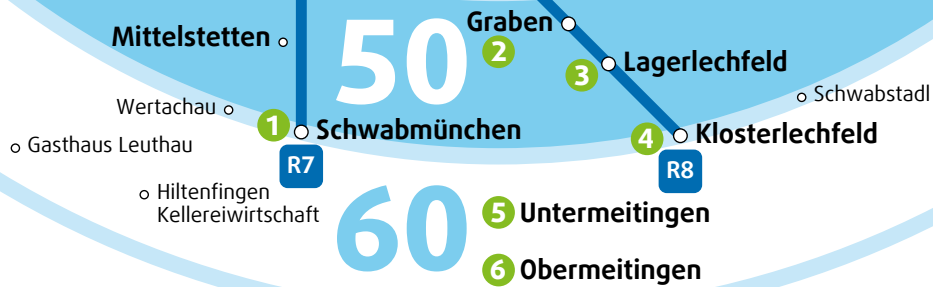 Graben
2
Mittelstetten
50
3
Lagerlechfeld
Schwabstadl
Wertachau
1
Schwabmünchen
4
Klosterlechfeld
Gasthaus Leuthau
R7
R8
Hiltenfingen
Kellereiwirtschaft
60
5 Untermeitingen
6 Obermeitingen